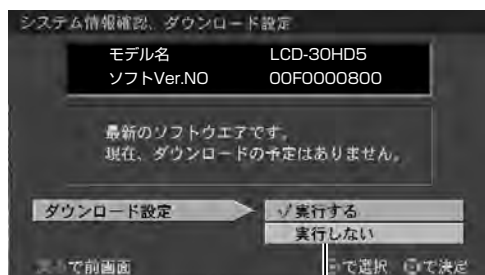 システム情報確認、ダウンロード設定
モデル名 LCD-30HD5
ソフトVer.NO 00F0000800
最新のソフトウエアです。
現在、ダウンロードの予定はありません。
ダウンロード設定 √実行する
実行しない
で前画面 で選択 で決定